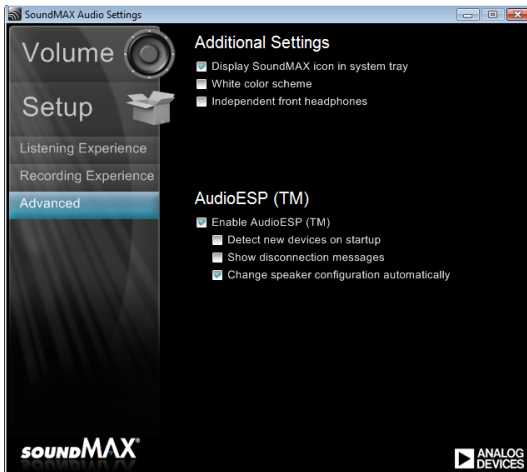 SoundMAX Audio Settings
Volume
Setup
Listening Experience
Recording Experience
Advanced
Additional Settings
Display SoundMAX icon in system tray
White color scheme
Independent front headphones
AudioESP (TM)
Enable AudioESP (TM)
Detect new devices on startup
Show disconnection messages
Change speaker configuration automatically
SOUNDMAX®
ANALOG
DEVICES